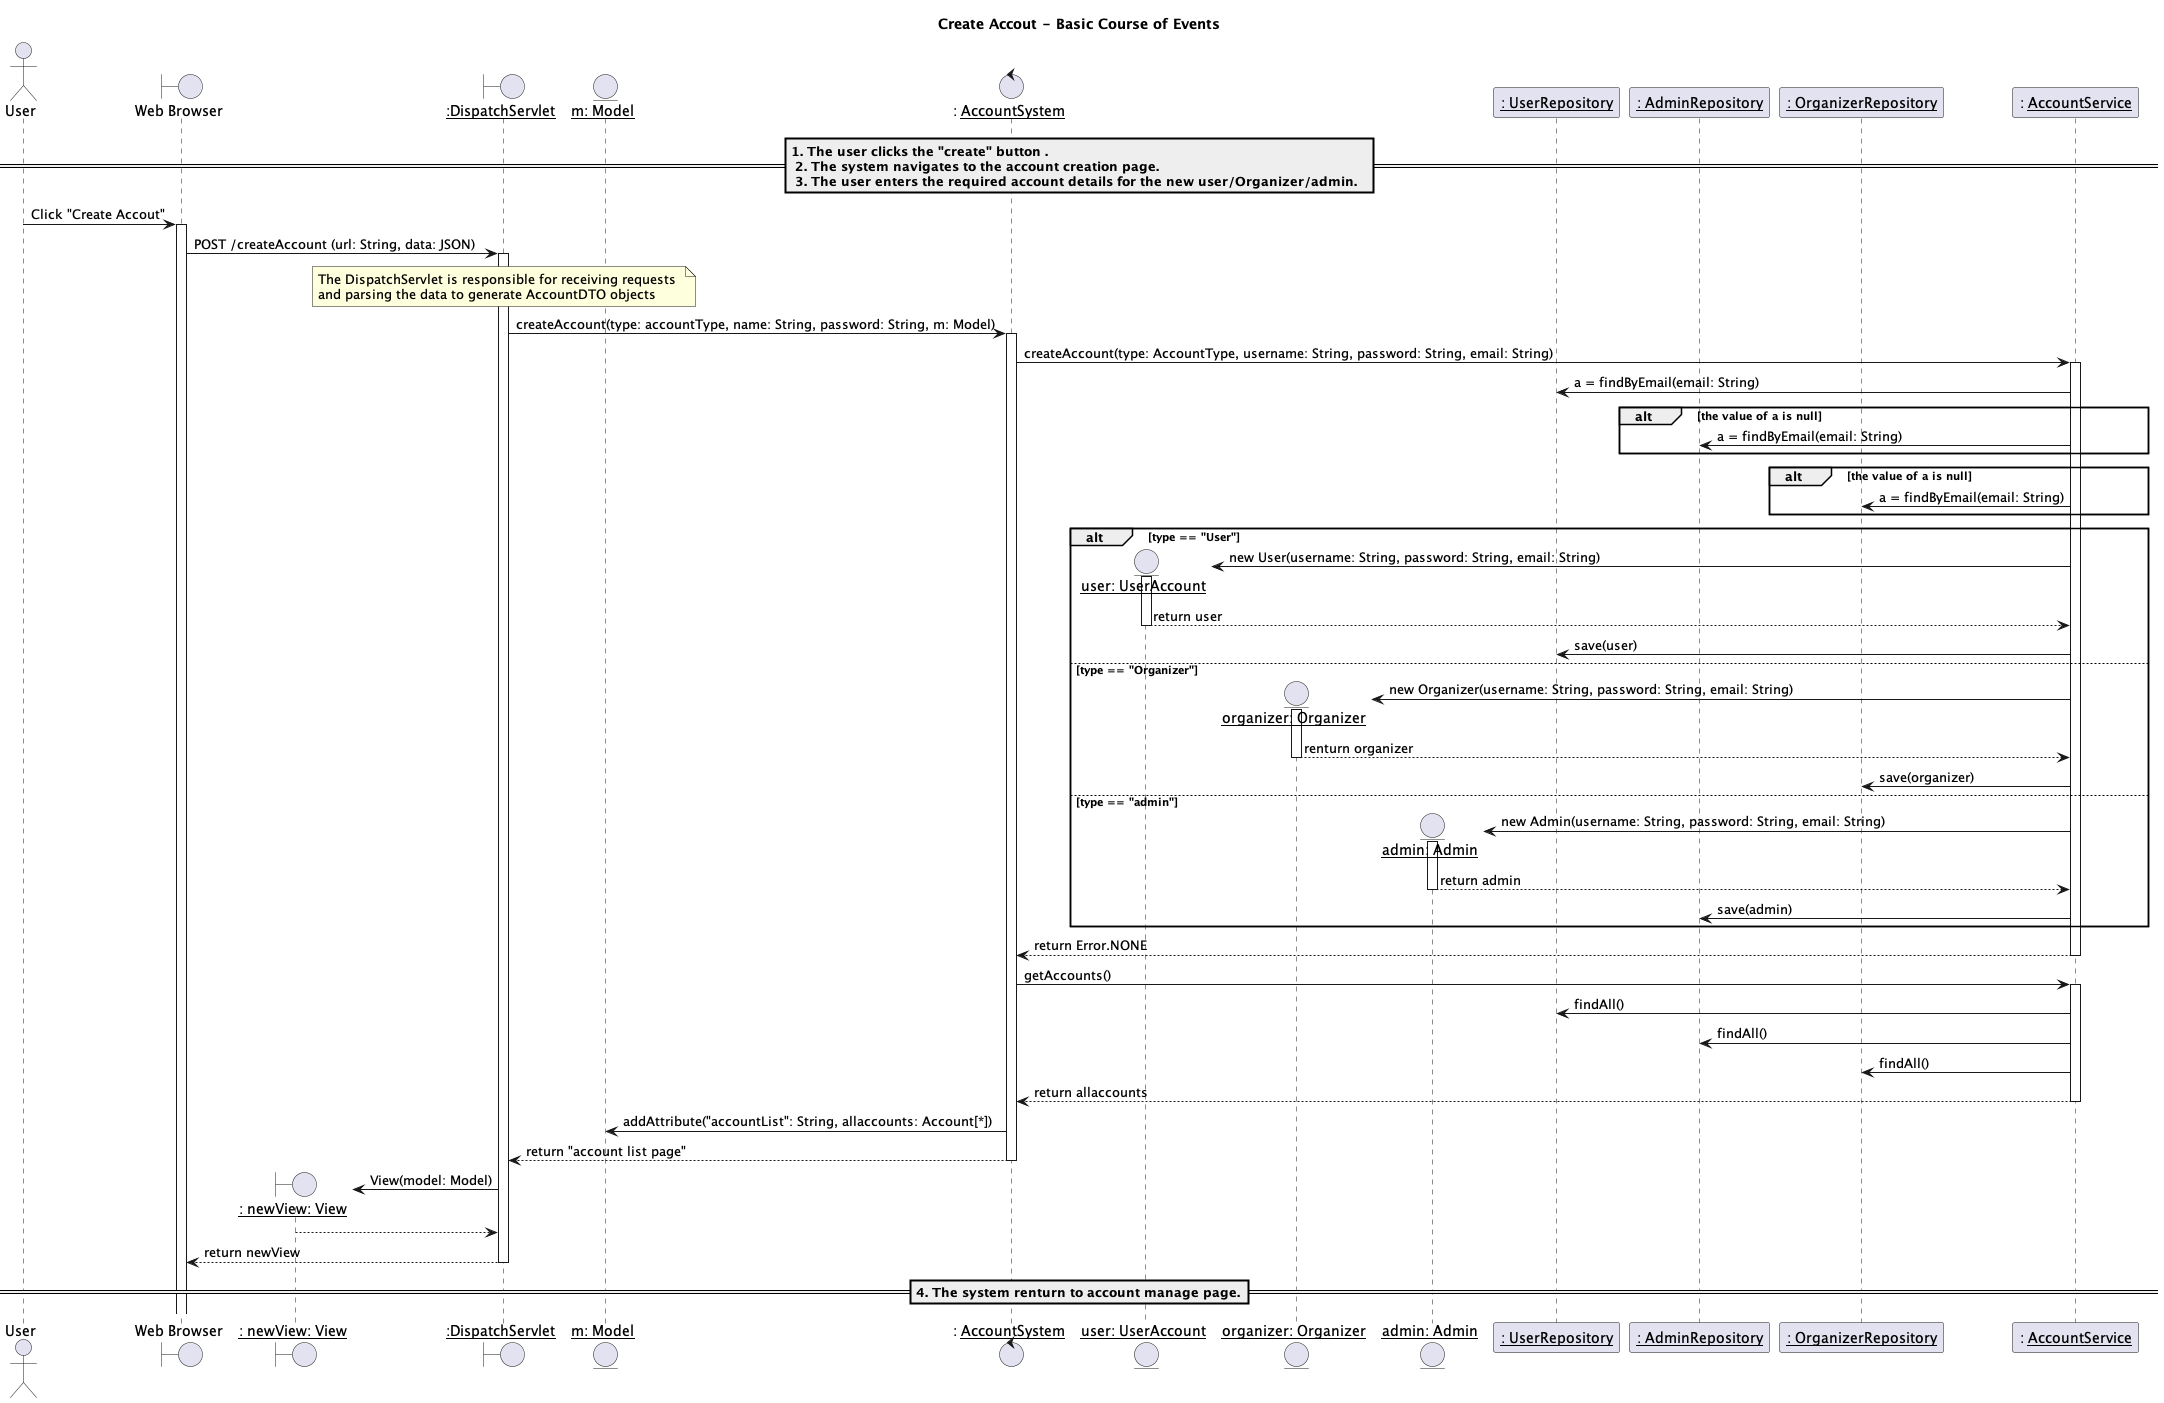 Create Accout - Basic Course of Events
User
Web Browser
:DispatchServlet
m: Model
: AccountSystem
: UserRepository
: AdminRepository
: OrganizerRepository
: AccountService
1. The user clicks the "create" button .
2. The system navigates to the account creation page.
3. The user enters the required account details for the new user/Organizer/admin.
Click "Create Accout"
POST /createAccount (url: String, data: JSON)
The DispatchServlet is responsible for receiving requests
and parsing the data to generate AccountDTO objects
createAccount(type: accountType, name: String, password: String, m: Model)
createAccount(type: AccountType, username: String, password: String, email: String)
a = findByEmail(email: String)
alt [the value of a is null]
a = findByEmail(email: String)
alt [the value of a is null]
a = findByEmail(email: String)
alt [type == "User"]
new User(username: String, password: String, email: String)
user: UserAccount
return user
save(user)
[type == "Organizer"]
new Organizer(username: String, password: String, email: String)
organizer: Organizer
renturn organizer
save(organizer)
[type == "admin"]
new Admin(username: String, password: String, email: String)
admin: Admin
return admin
save(admin)
return Error.NONE
getAccounts()
findAll()
findAll()
findAll()
return allaccounts
addAttribute("accountList": String, allaccounts: Account[*])
return "account list page"
View(model: Model)
: newView: View
return newView
4. The system renturn to account manage page.
User
Web Browser
: newView: View
:DispatchServlet
m: Model
: AccountSystem
user: UserAccount
organizer: Organizer
admin: Admin
: UserRepository
: AdminRepository
: OrganizerRepository
: AccountService